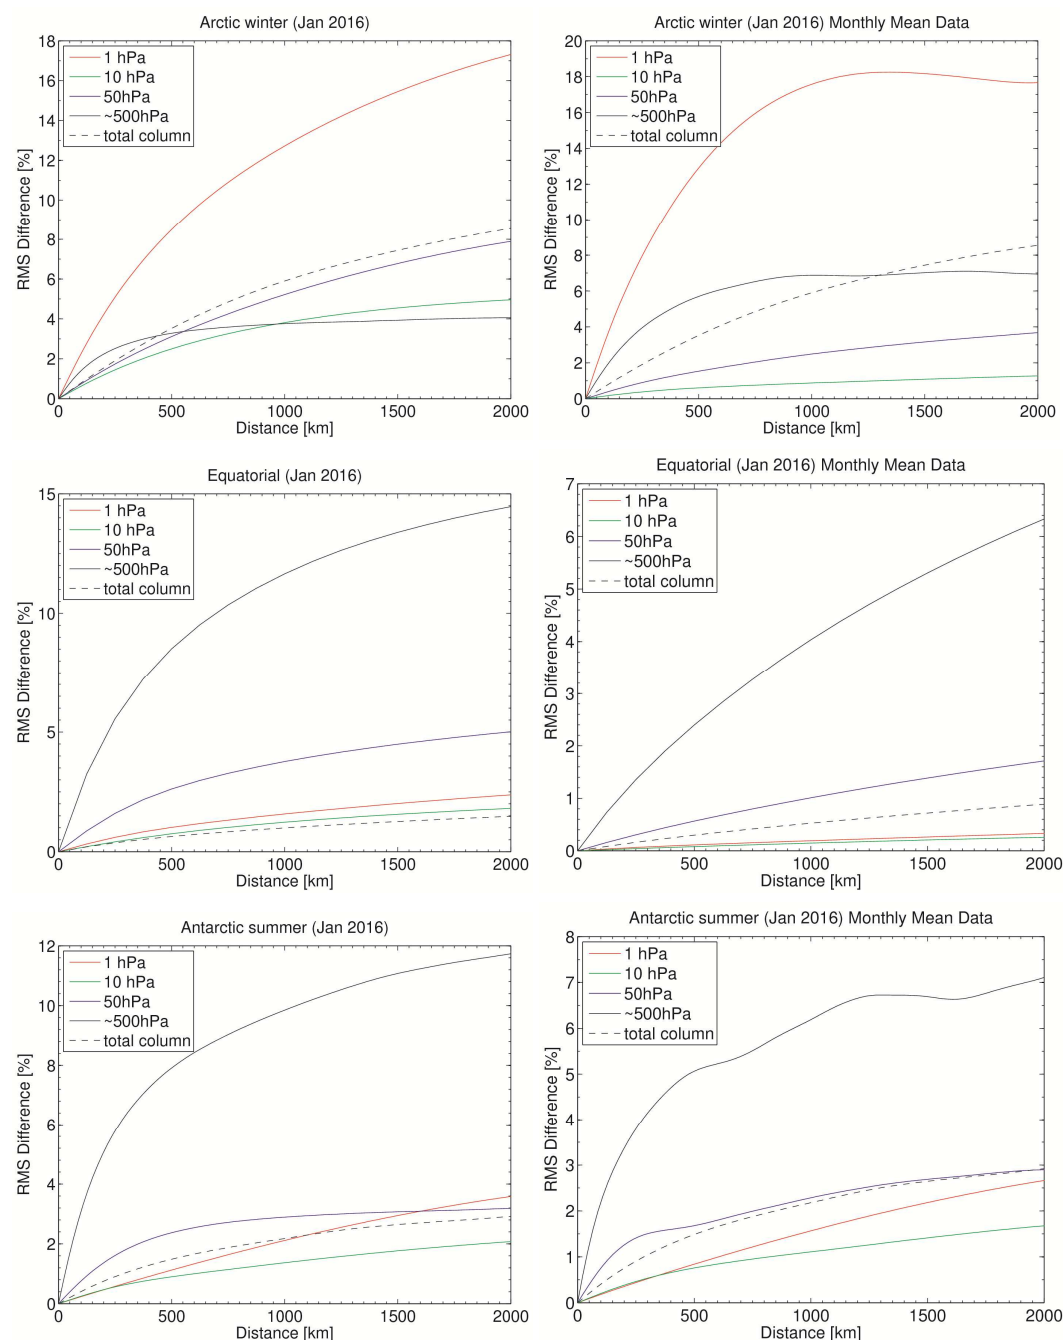 Arctic winter (Jan 2016)
18
16
14
12
10
8
6
4
2
0
RMS Difference [%]
1 hPa
10 hPa
50hPa
~500hPa
total column
0 500 1000 1500 2000
Distance [km]
Arctic winter (Jan 2016) Monthly Mean Data
20
18
16
14
12
10
8
6
4
2
0
RMS Difference [%]
1 hPa
10 hPa
50hPa
~500hPa
total column
0 500 1000 1500 2000
Distance [km]
Equatorial (Jan 2016)
15
10
5
0
RMS Difference [%]
1 hPa
10 hPa
50hPa
~500hPa
total column
0 500 1000 1500 2000
Distance [km]
Equatorial (Jan 2016) Monthly Mean Data
7
6
5
4
3
2
1
0
RMS Difference [%]
1 hPa
10 hPa
50hPa
~500hPa
total column
0 500 1000 1500 2000
Distance [km]
Antarctic summer (Jan 2016)
12
10
8
6
4
2
0
RMS Difference [%]
1 hPa
10 hPa
50hPa
~500hPa
total column
0 500 1000 1500 2000
Distance [km]
Antarctic summer (Jan 2016) Monthly Mean Data
8
7
6
5
4
3
2
1
0
RMS Difference [%]
1 hPa
10 hPa
50hPa
~500hPa
total column
0 500 1000 1500 2000
Distance [km]